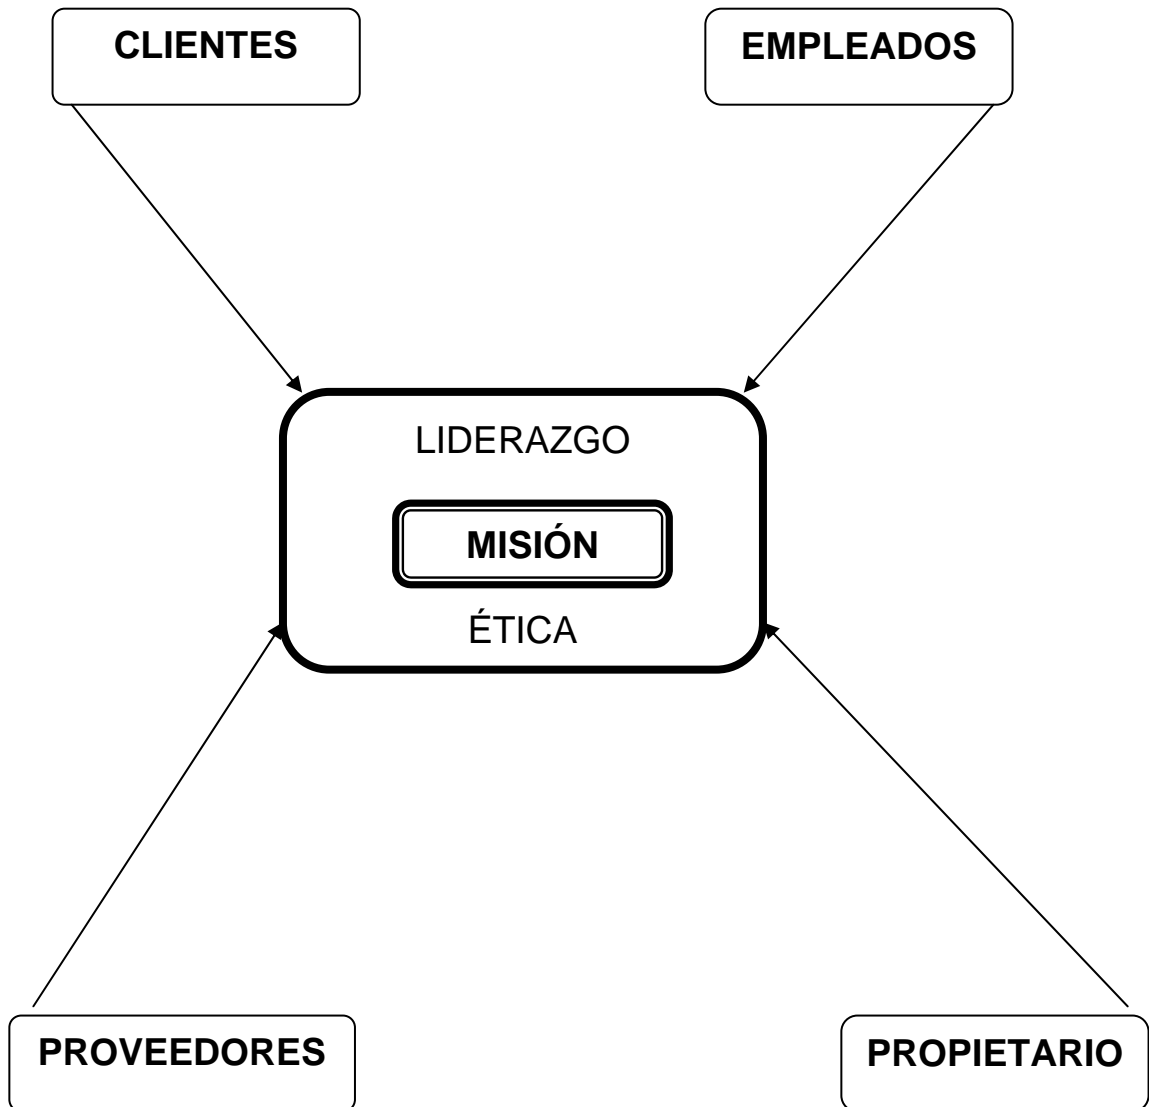 CLIENTES
EMPLEADOS
LIDERAZGO
MISIÓN
ÉTICA
PROVEEDORES
PROPIETARIO